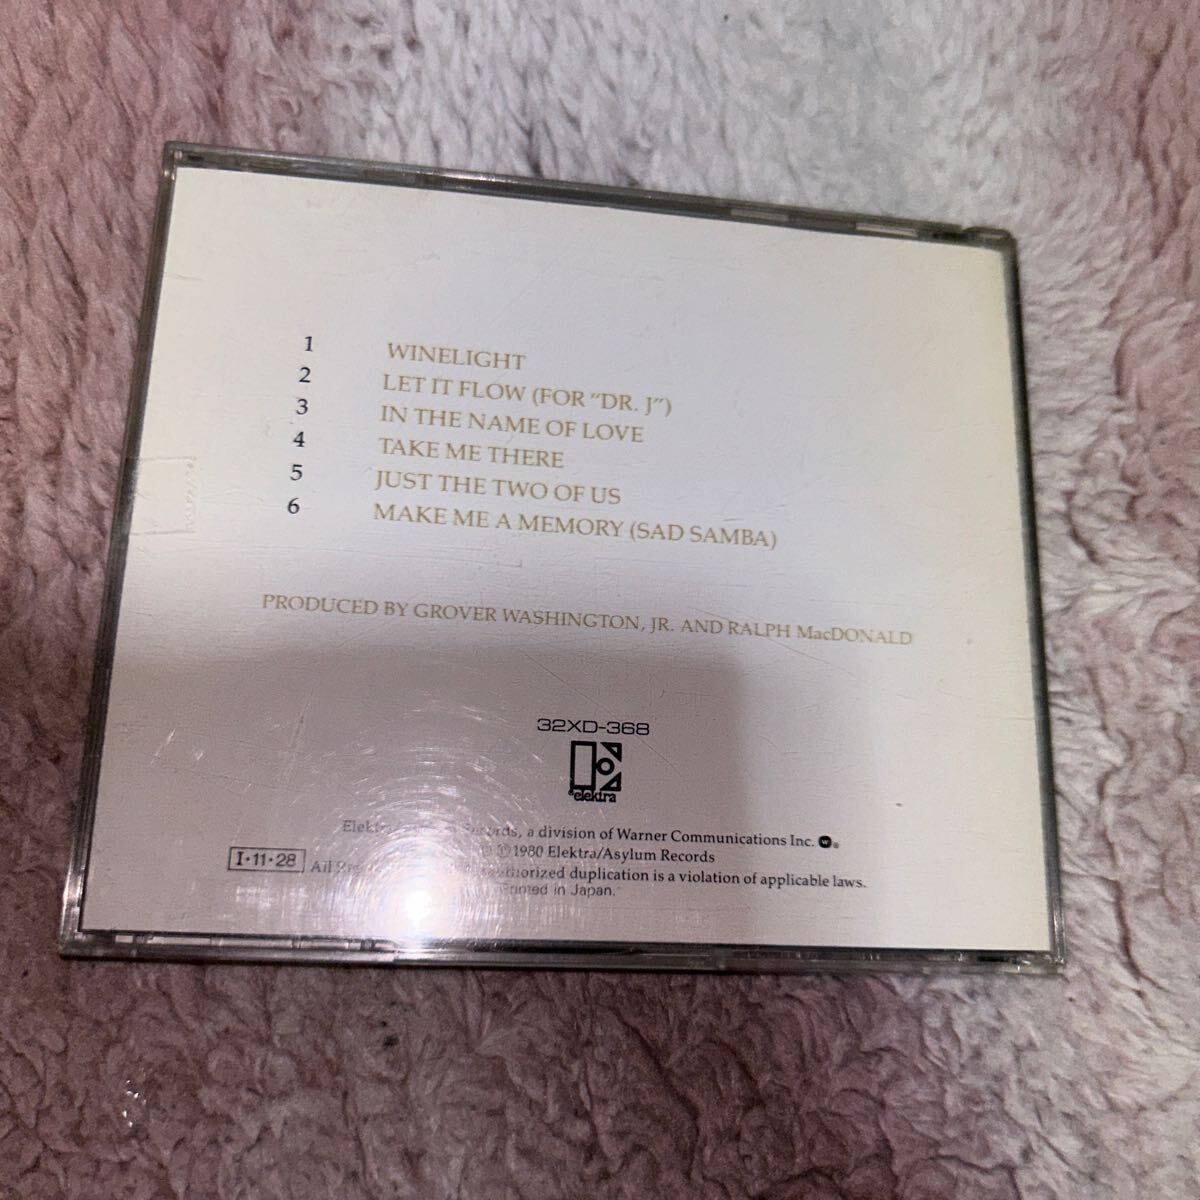 1 WINELIGHT
2 LET IT FLOW (FOR "DR. J")
3 IN THE NAME OF LOVE
4 TAKE ME THERE
5 JUST THE TWO OF US
6 MAKE ME A MEMORY (SAD SAMBA)
PRODUCED BY GROVER WASHINGTON, JR. AND RALPH MacDONALD
32XD-368
elektra
a division of Warner Communications Inc.
Ⓟ1980 Elektra/Asylum Records
I·11·28 All duplication is a violation of applicable laws.
Printed in Japan.